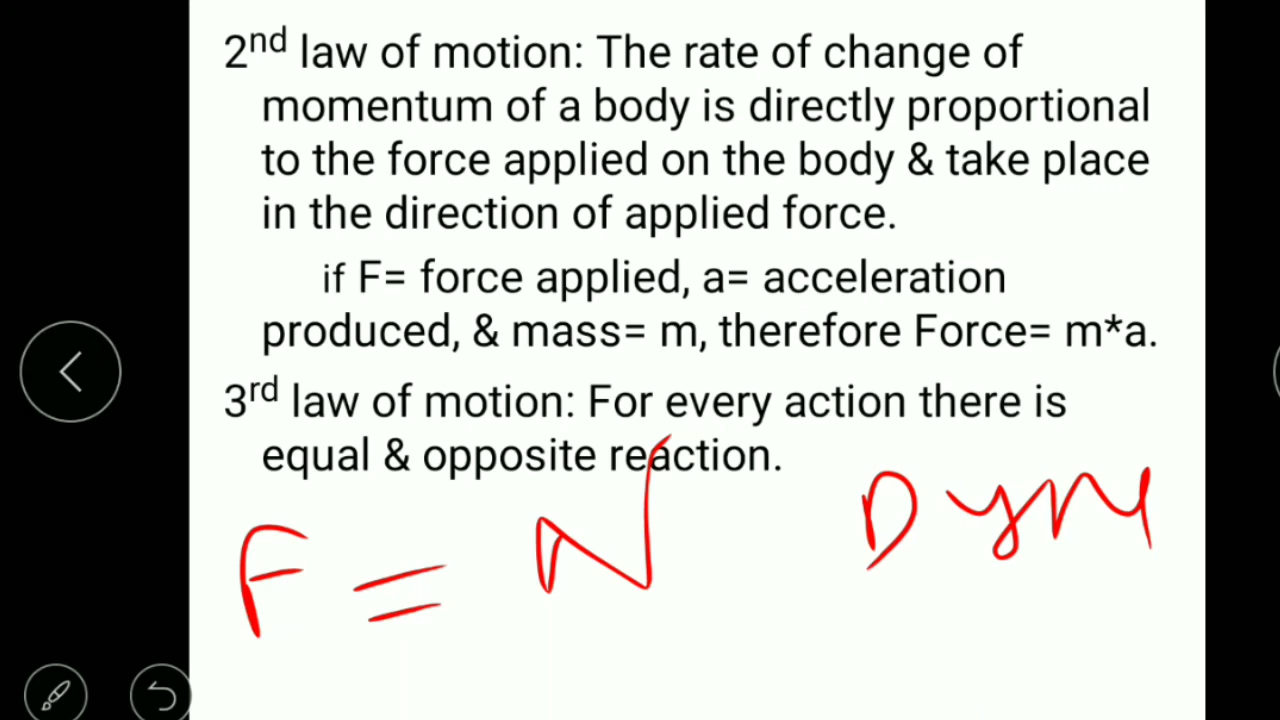 2nd law of motion: The rate of change of
momentum of a body is directly proportional
to the force applied on the body & take place
in the direction of applied force.
if F= force applied, a= acceleration
produced, & mass= m, therefore Force= m*a.
3rd law of motion: For every action there is
equal & opposite reaction.
F = N